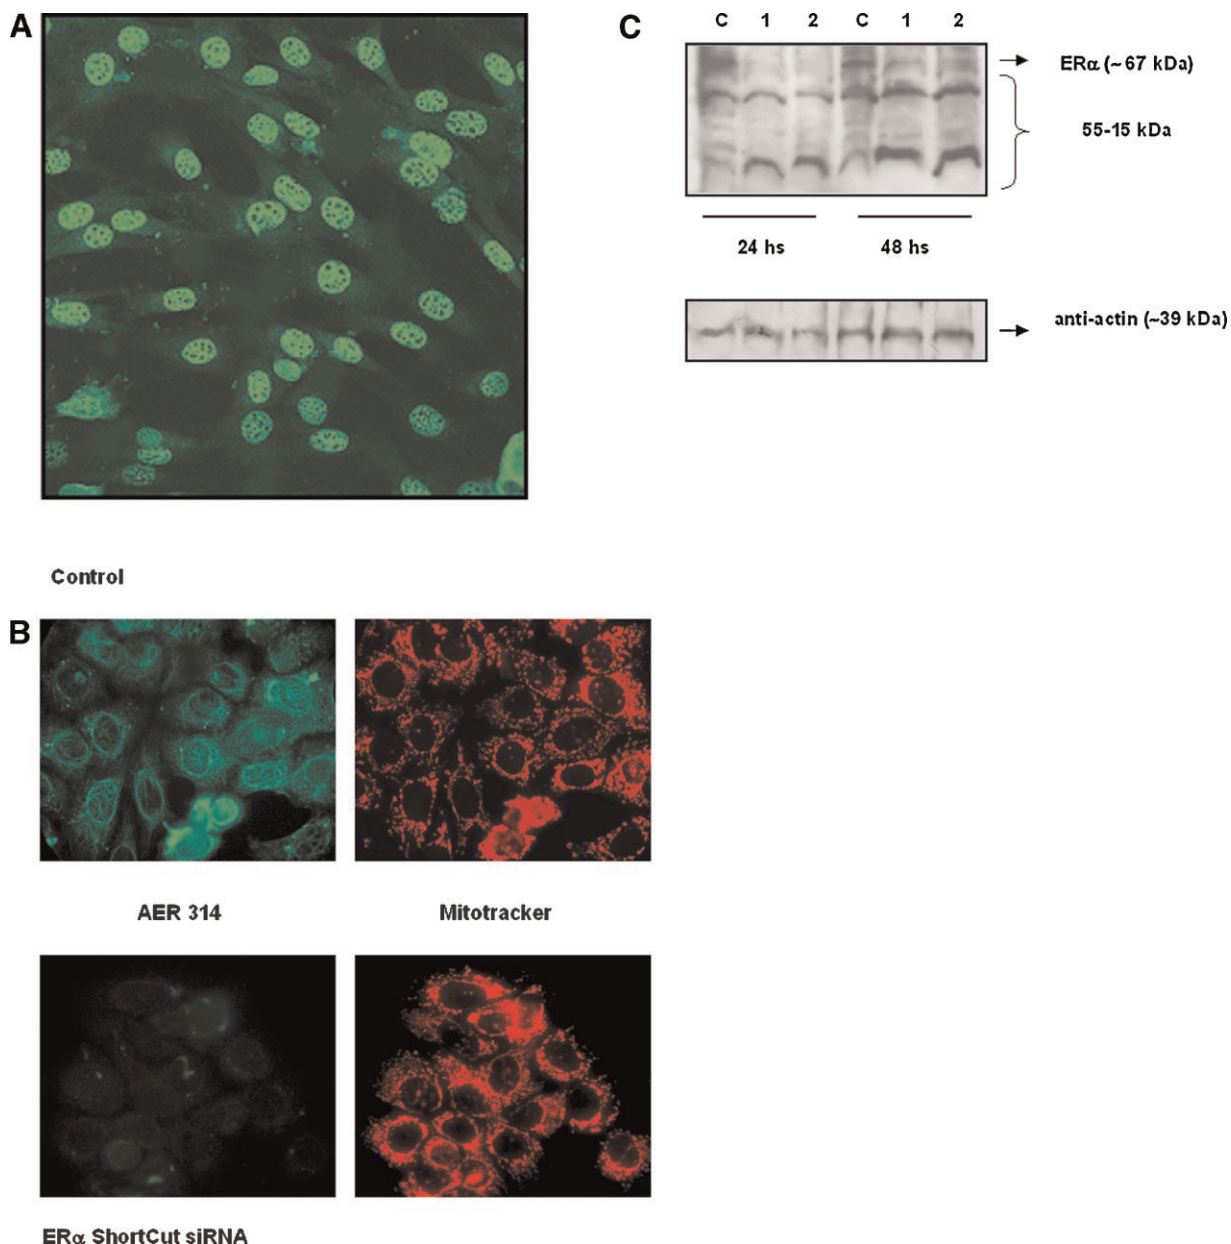 A
C
C 1 2 C 1 2
ERα (~67 kDa)
55-15 kDa
24 hs 48 hs
anti-actin (~39 kDa)
Control
B
AER 314 Mitotracker
ERα ShortCut siRNA